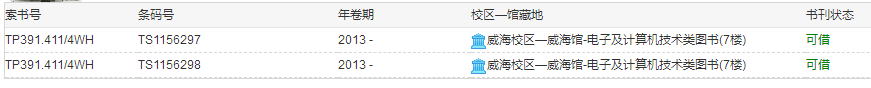 索书号 条码号 年卷期 校区—馆藏地 书刊状态
TP391.411/4WH TS1156297 2013 - 威海校区—威海馆-电子及计算机技术类图书(7楼) 可借
TP391.411/4WH TS1156298 2013 - 威海校区—威海馆-电子及计算机技术类图书(7楼) 可借